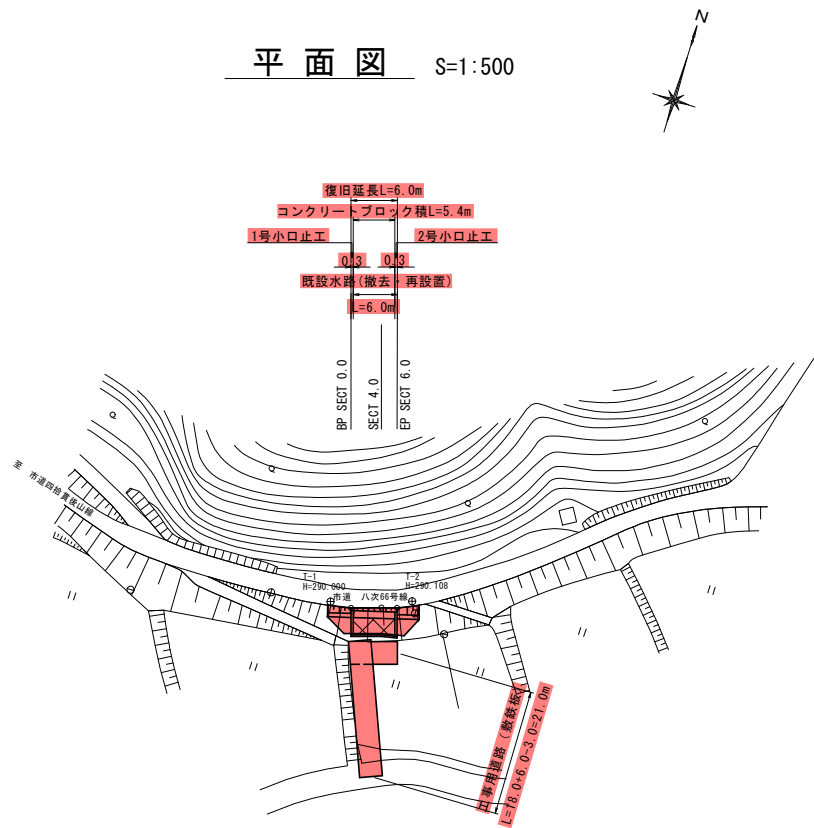 N
平面図 S=1:500
復旧延長L=6.0m
コンクリートブロック積L=5.4m
1号小口止工 2号小口止工
0.3 0.3
既設水路(撤去・再設置)
L=6.0m
BP SECT 0.0
SECT 4.0
EP SECT 6.0
至 市道四拾貫後山線
T-1
H=290.000
T-2
H=290.108
市道 八次66号線
工事用道路(敷鉄板)
L=18.0+6.0-3.0=21.0m